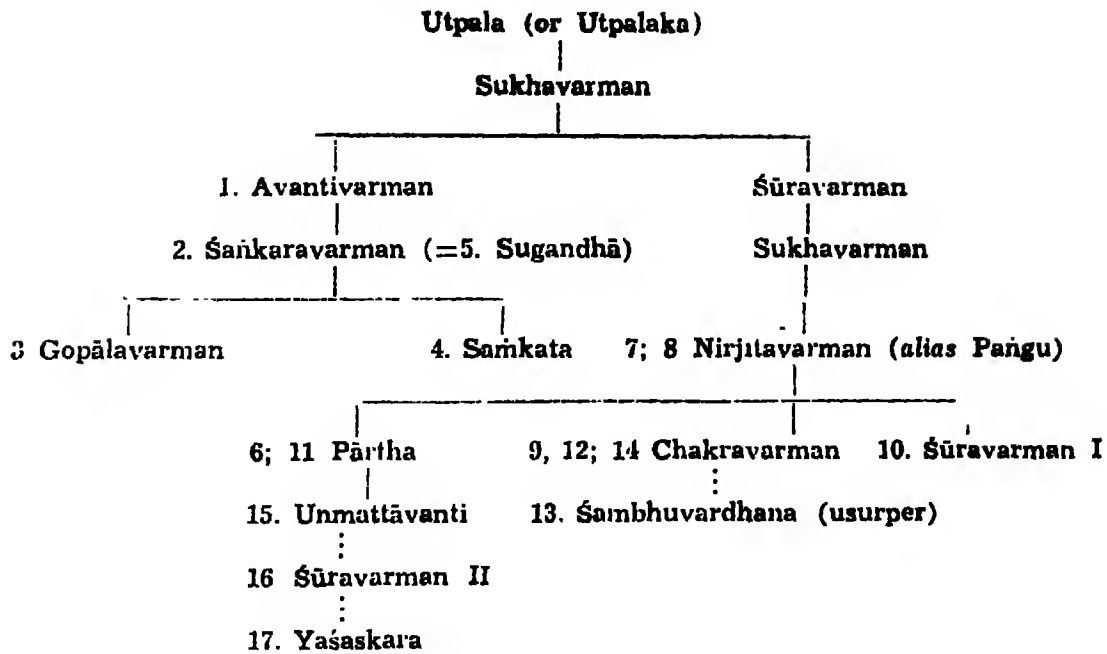 Utpala (or Utpalaka)
Sukhavarman
1. Avantivarman Śūravarman
2. Śaṅkaravarman (=5. Sugandhā) Sukhavarman
3 Gopālavarman 4. Saṁkata 7; 8 Nirjitavarman (alias Paṅgu)
6; 11 Pārtha 9, 12; 14 Chakravarman 10. Śūravarman I
15. Unmattāvanti 13. Śambhuvardhana (usurper)
16 Śūravarman II
17. Yaśaskara